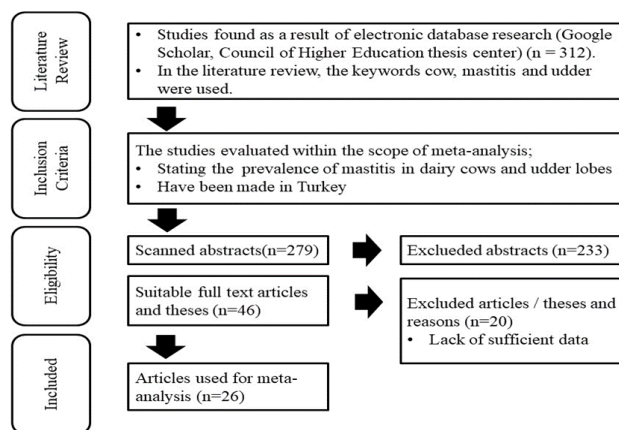 Literature
Review
• Studies found as a result of electronic database research (Google
Scholar, Council of Higher Education thesis center) (n = 312).
• In the literature review, the keywords cow, mastitis and udder
were used.
Inclusion
Criteria
The studies evaluated within the scope of meta-analysis;
• Stating the prevalence of mastitis in dairy cows and udder lobes
• Have been made in Turkey
Eligibility
Scanned abstracts(n=279)
Exclueded abstracts (n=233)
Suitable full text articles
and theses (n=46)
Excluded articles / theses and
reasons (n=20)
• Lack of sufficient data
Included
Articles used for meta-
analysis (n=26)